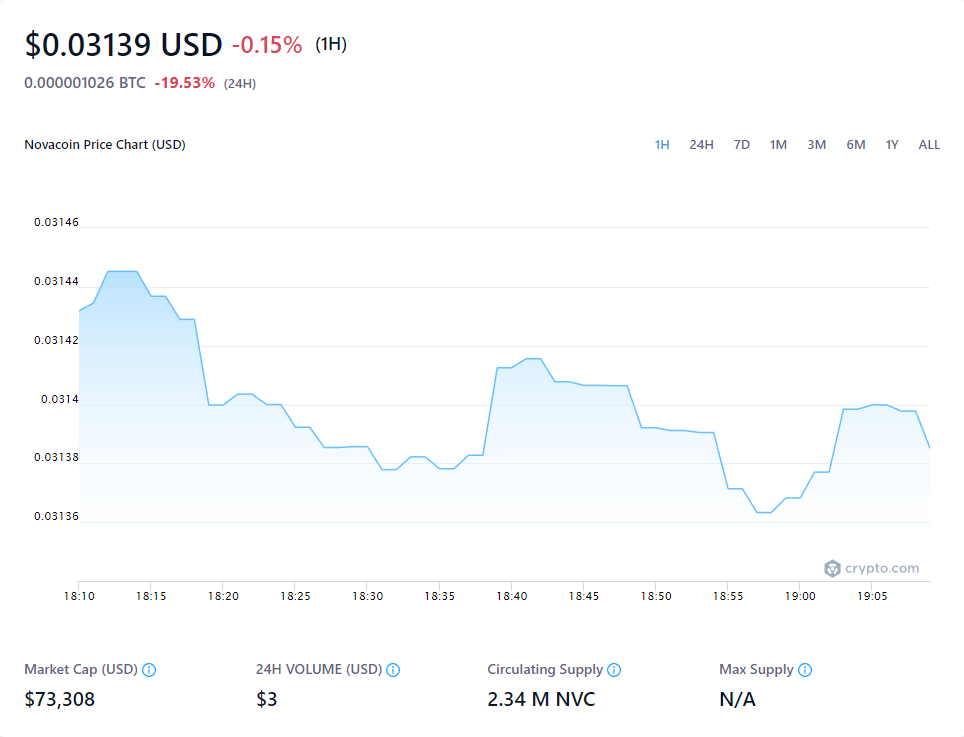 $0.03139 USD -0.15% (1H)
0.000001026 BTC -19.53% (24H)
Novacoin Price Chart (USD) 1H 24H 7D 1M 3M 6M 1Y ALL
0.03146
0.03144
0.03142
0.0314
0.03138
0.03136
crypto.com
18:10 18:15 18:20 18:25 18:30 18:35 18:40 18:45 18:50 18:55 19:00 19:05
Market Cap (USD) 24H VOLUME (USD) Circulating Supply Max Supply
$73,308 $3 2.34 M NVC N/A